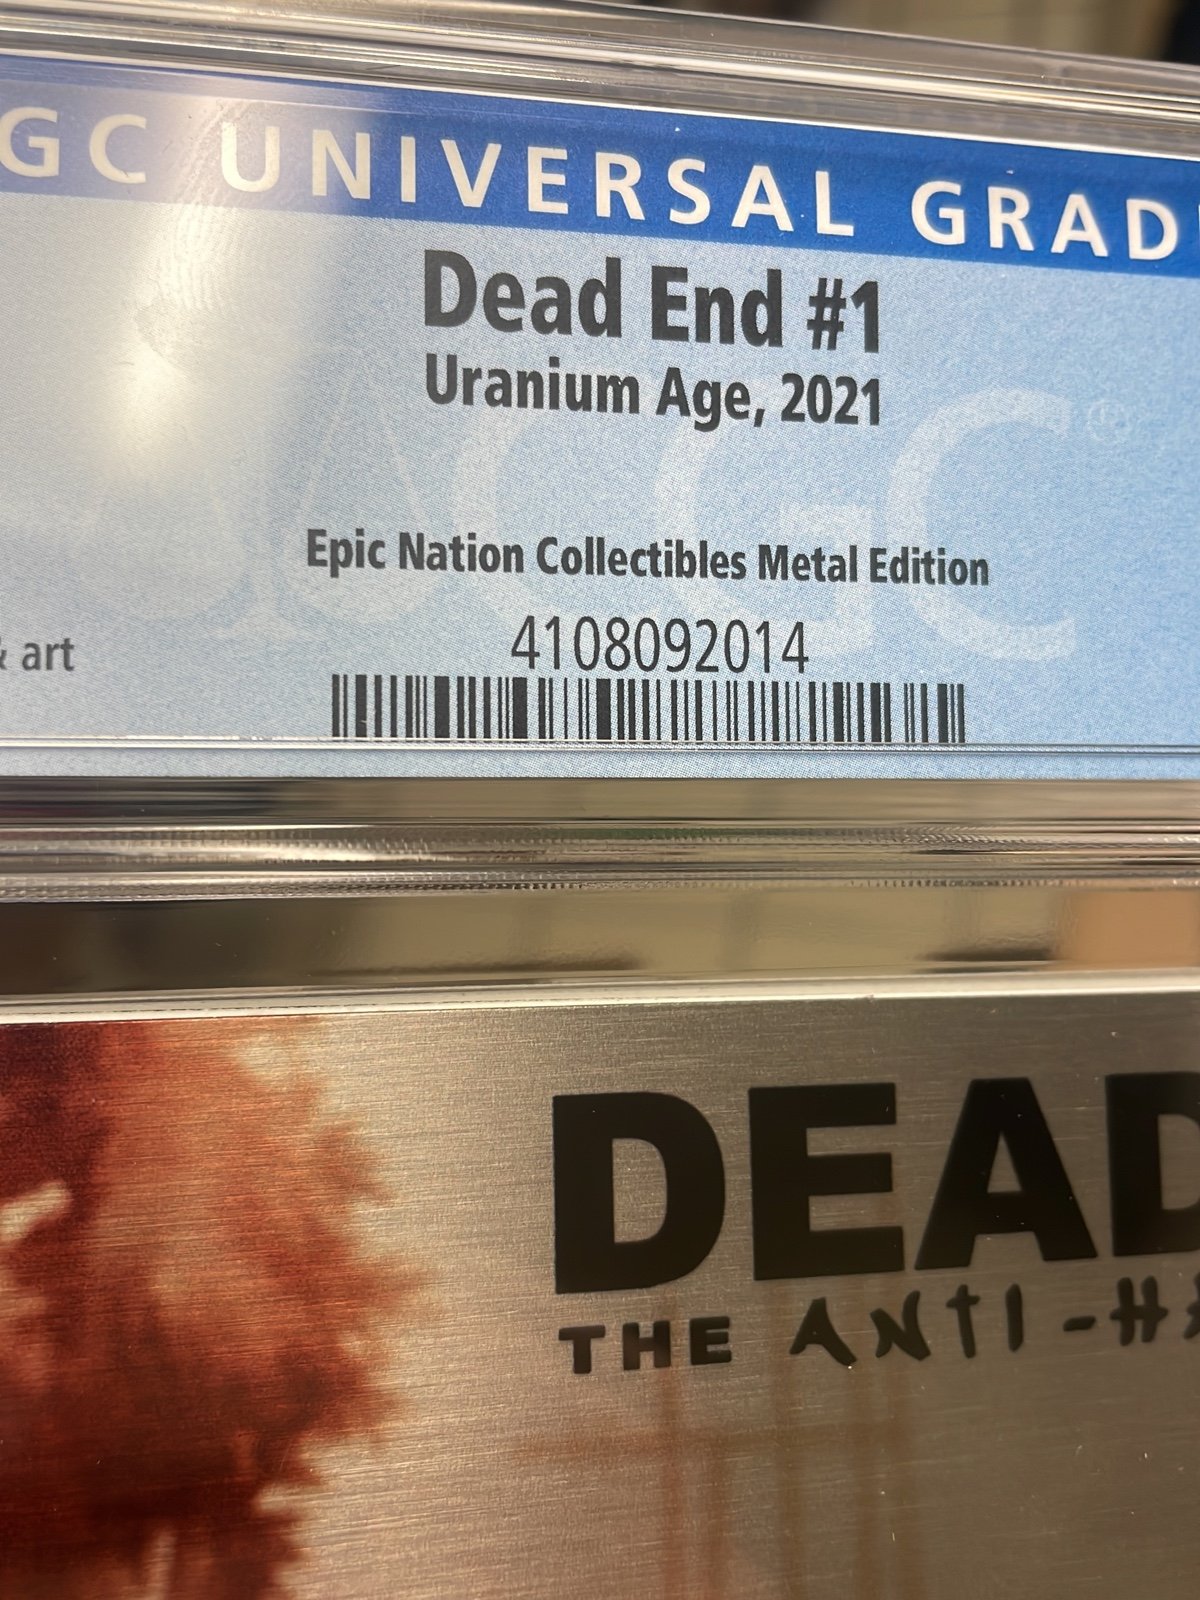 GC UNIVERSAL GRAD
Dead End #1
Uranium Age, 2021
Epic Nation Collectibles Metal Edition
& art
4108092014
CGC
DEAD
THE ANTI-H